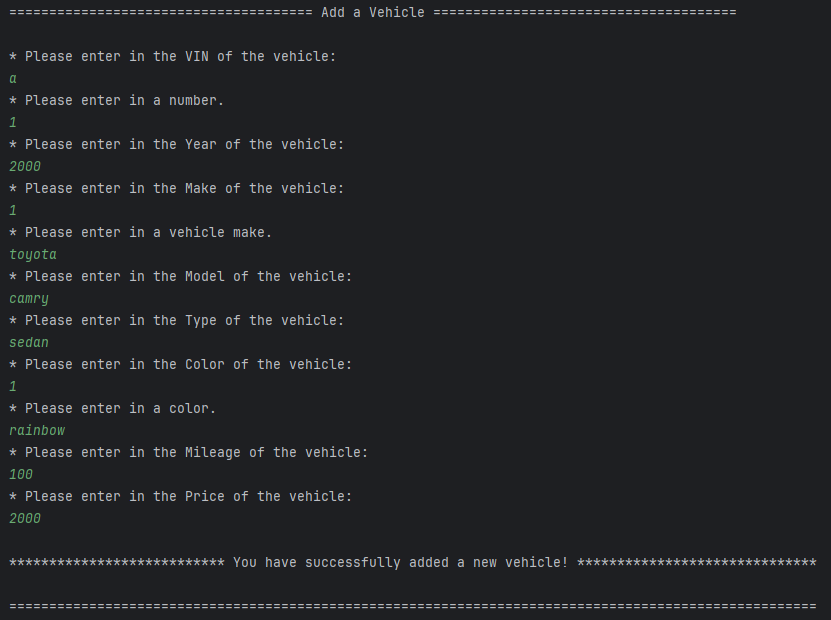 ====================================== Add a Vehicle ======================================
* Please enter in the VIN of the vehicle:
a
* Please enter in a number.
1
* Please enter in the Year of the vehicle:
2000
* Please enter in the Make of the vehicle:
1
* Please enter in a vehicle make.
toyota
* Please enter in the Model of the vehicle:
camry
* Please enter in the Type of the vehicle:
sedan
* Please enter in the Color of the vehicle:
1
* Please enter in a color.
rainbow
* Please enter in the Mileage of the vehicle:
100
* Please enter in the Price of the vehicle:
2000
*************************** You have successfully added a new vehicle! ******************************
=====================================================================================================